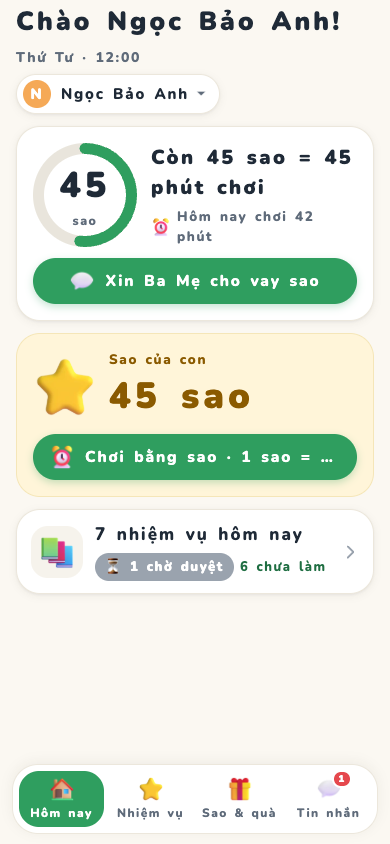 Chào Ngọc Bảo Anh!
Thứ Tư · 12:00
N Ngọc Bảo Anh
45
sao
Còn 45 sao = 45
phút chơi
Hôm nay chơi 42
phút
Xin Ba Mẹ cho vay sao
Sao của con
45 sao
Chơi bằng sao · 1 sao = ...
7 nhiệm vụ hôm nay
1 chờ duyệt 6 chưa làm
1
Hôm nay Nhiệm vụ Sao & quà Tin nhắn